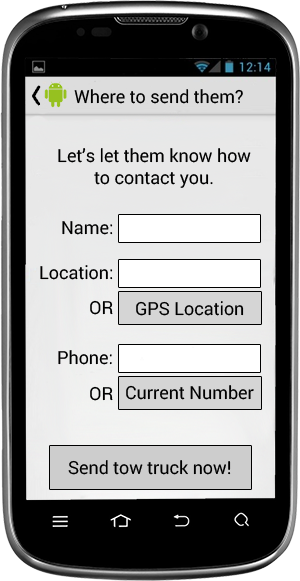 12:14
Where to send them?
Let's let them know how
to contact you.
Name:
Location:
OR GPS Location
Phone:
OR Current Number
Send tow truck now!